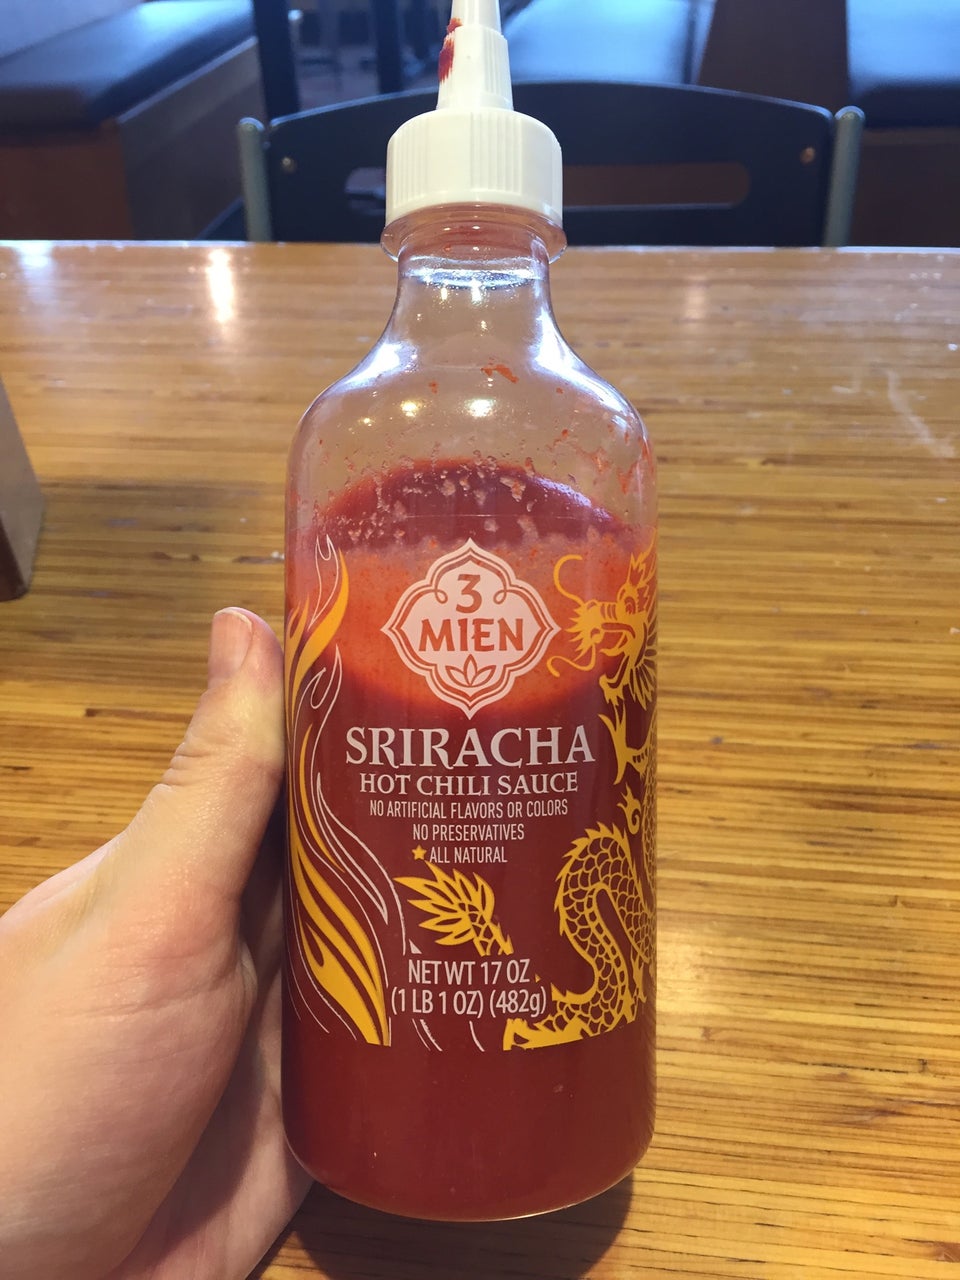 3
MIEN
SRIRACHA
HOT CHILI SAUCE
NO ARTIFICIAL FLAVORS OR COLORS
NO PRESERVATIVES
ALL NATURAL
NET WT 17 OZ
(1 LB 1 OZ) (482g)